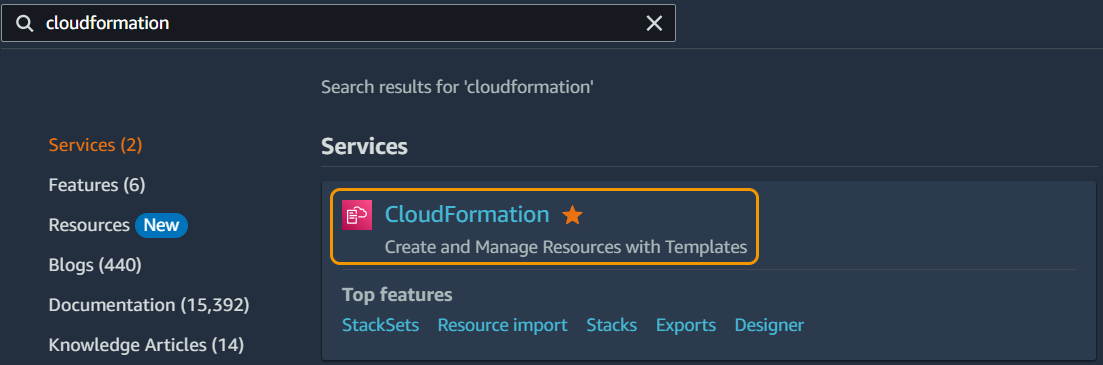 cloudformation
Search results for 'cloudformation'
Services (2)
Features (6)
Resources New
Blogs (440)
Documentation (15,392)
Knowledge Articles (14)
Services
CloudFormation
Create and Manage Resources with Templates
Top features
StackSets Resource import Stacks Exports Designer